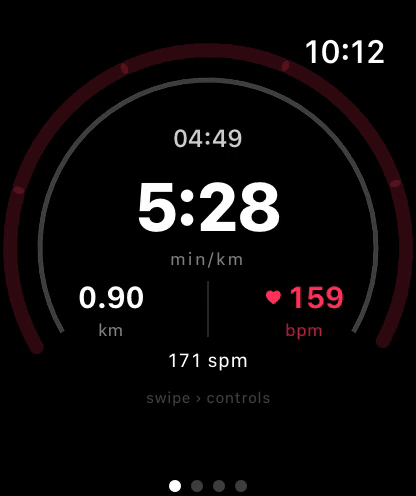 10:12
04:49
5:28
min/km
0.90
km
159
bpm
171 spm
swipe › controls